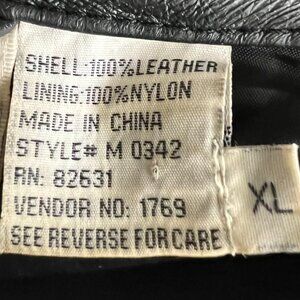 SHELL:100%LEATHER
LINING:100%NYLON
MADE IN CHINA
STYLE# M 0342
RN: 82631
VENDOR NO: 1769
SEE REVERSE FOR CARE
XL